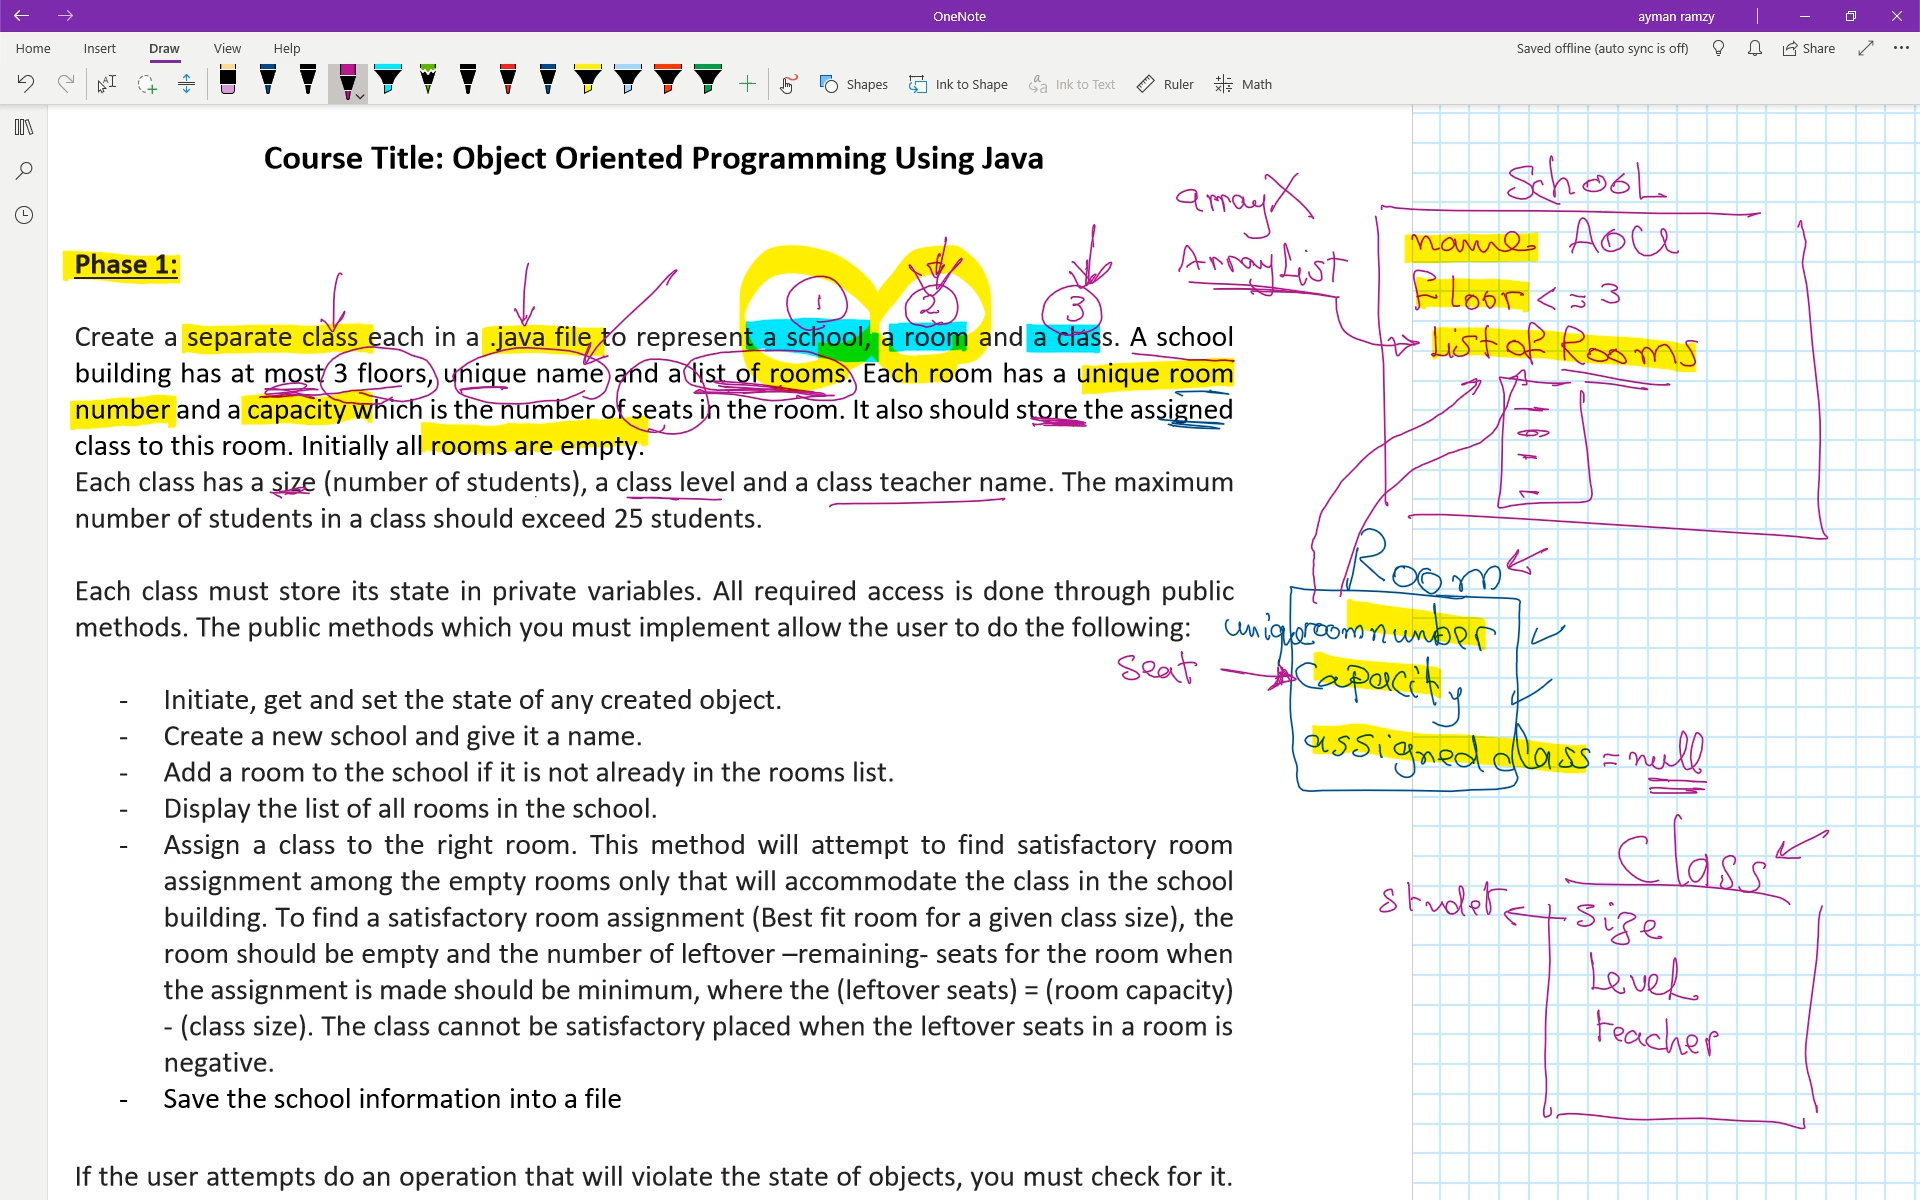 OneNote
ayman ramzy
Home Insert Draw View Help
Saved offline (auto sync is off)
Share
Shapes
Ink to Shape
Ink to Text
Ruler
Math
Course Title: Object Oriented Programming Using Java
Phase 1:
1 2 3
Create a separate class each in a .java file to represent a school, a room and a class. A school
building has at most 3 floors, unique name and a list of rooms. Each room has a unique room
number and a capacity which is the number of seats in the room. It also should store the assigned
class to this room. Initially all rooms are empty.
Each class has a size (number of students), a class level and a class teacher name. The maximum
number of students in a class should exceed 25 students.
Each class must store its state in private variables. All required access is done through public
methods. The public methods which you must implement allow the user to do the following:
- Initiate, get and set the state of any created object.
- Create a new school and give it a name.
- Add a room to the school if it is not already in the rooms list.
- Display the list of all rooms in the school.
- Assign a class to the right room. This method will attempt to find satisfactory room
assignment among the empty rooms only that will accommodate the class in the school
building. To find a satisfactory room assignment (Best fit room for a given class size), the
room should be empty and the number of leftover –remaining- seats for the room when
the assignment is made should be minimum, where the (leftover seats) = (room capacity)
- (class size). The class cannot be satisfactory placed when the leftover seats in a room is
negative.
- Save the school information into a file
If the user attempts do an operation that will violate the state of objects, you must check for it.
array X
ArrayList
School
name AOU
Floor <= 3
List of Rooms
Room
unique roomnumber
seat
Capacity
assigned class = null
Class
studet
size
Level
teacher